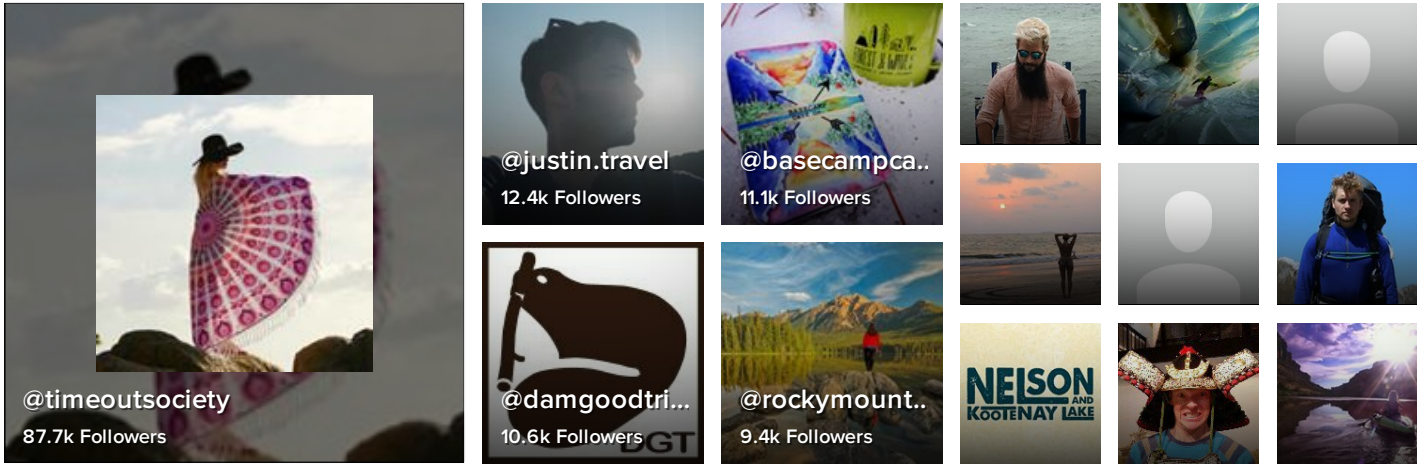 @timeoutsociety
87.7k Followers
@justin.travel
12.4k Followers
@basecampca..
11.1k Followers
@damgoodtri...
10.6k Followers
DGT
@rockymount..
9.4k Followers
NELSON
AND
KOOTENAY LAKE